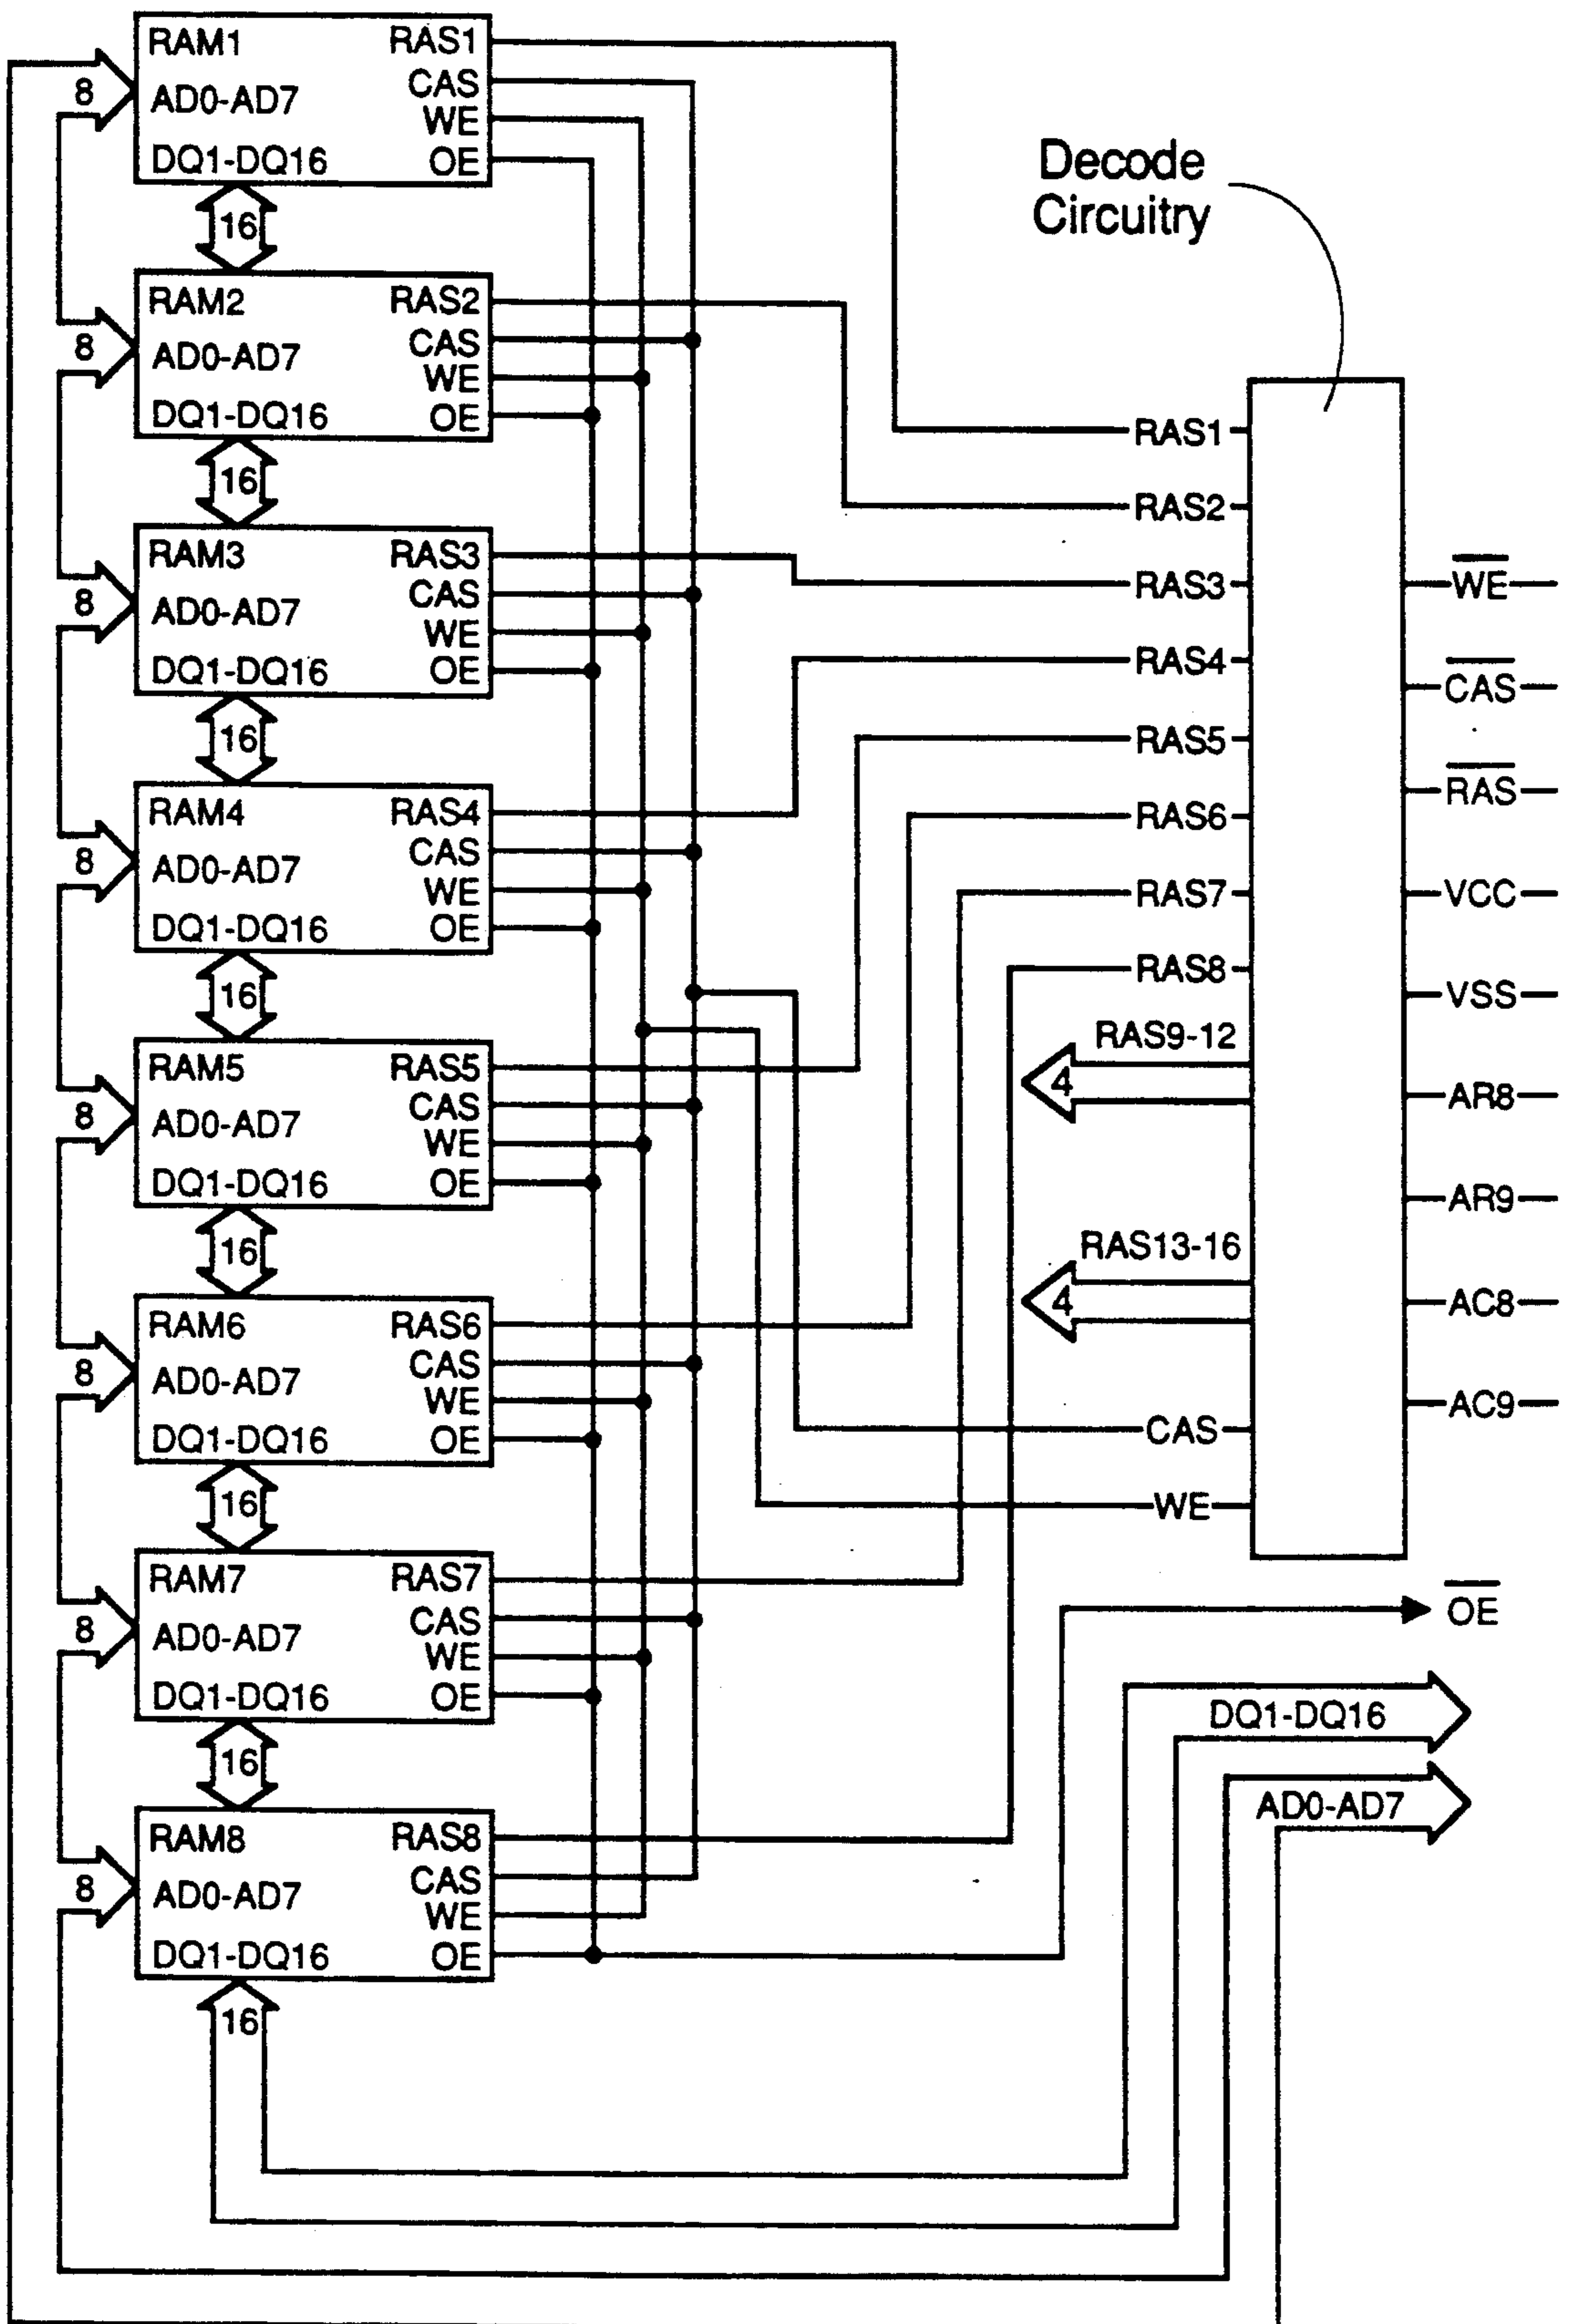 RAM1 RAS1
CAS
8
AD0-AD7
WE
DQ1-DQ16 OE
16
Decode
Circuitry
RAM2 RAS2
CAS
8
AD0-AD7
WE
DQ1-DQ16 OE
16
RAM3 RAS3
CAS
8
AD0-AD7
WE
DQ1-DQ16 OE
16
RAM4 RAS4
CAS
8
AD0-AD7
WE
DQ1-DQ16 OE
16
RAM5 RAS5
CAS
8
AD0-AD7
WE
DQ1-DQ16 OE
16
RAM6 RAS6
CAS
8
AD0-AD7
WE
DQ1-DQ16 OE
16
RAM7 RAS7
CAS
8
AD0-AD7
WE
DQ1-DQ16 OE
16
RAM8 RAS8
CAS
8
AD0-AD7
WE
DQ1-DQ16 OE
16
RAS1
RAS2
RAS3
RAS4
RAS5
RAS6
RAS7
RAS8
RAS9-12
4
RAS13-16
4
CAS
WE
WE
CAS
RAS
VCC
VSS
AR8
AR9
AC8
AC9
OE
DQ1-DQ16
AD0-AD7